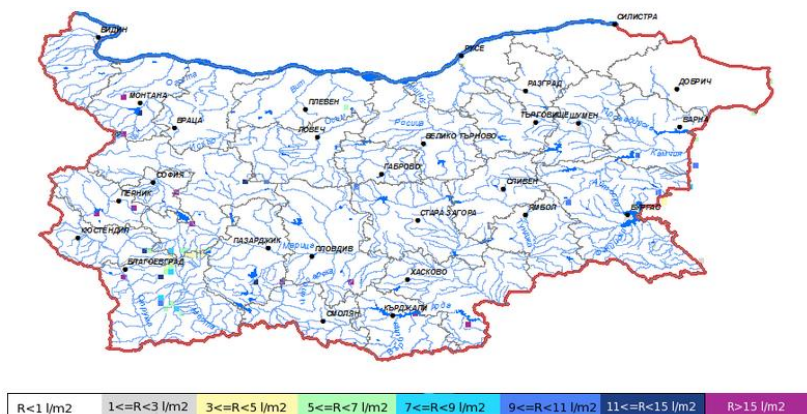 ВИДИН
СИЛИСТРА
РУСЕ
МОНТАНА
ВРАЦА
ПЛЕВЕН
ЛОВЕЧ
РАЗГРАД
ДОБРИЧ
ТЪРГОВИЩЕ
ШУМЕН
ВАРНА
Росица
ВЕЛИКО ТЪРНОВО
Камчия
ГАБРОВО
СОФИЯ
ПЕРНИК
СЛИВЕН
КЮСТЕНДИЛ
СТАРА ЗАГОРА
ЯМБОЛ
БУРГАС
ПАЗАРДЖИК
Марица
ПЛОВДИВ
БЛАГОЕВГРАД
ХАСКОВО
СМОЛЯН
КЪРДЖАЛИ
R<1 l/m2
1<=R<3 l/m2
3<=R<5 l/m2
5<=R<7 l/m2
7<=R<9 l/m2
9<=R<11 l/m2
11<=R<15 l/m2
R>15 l/m2